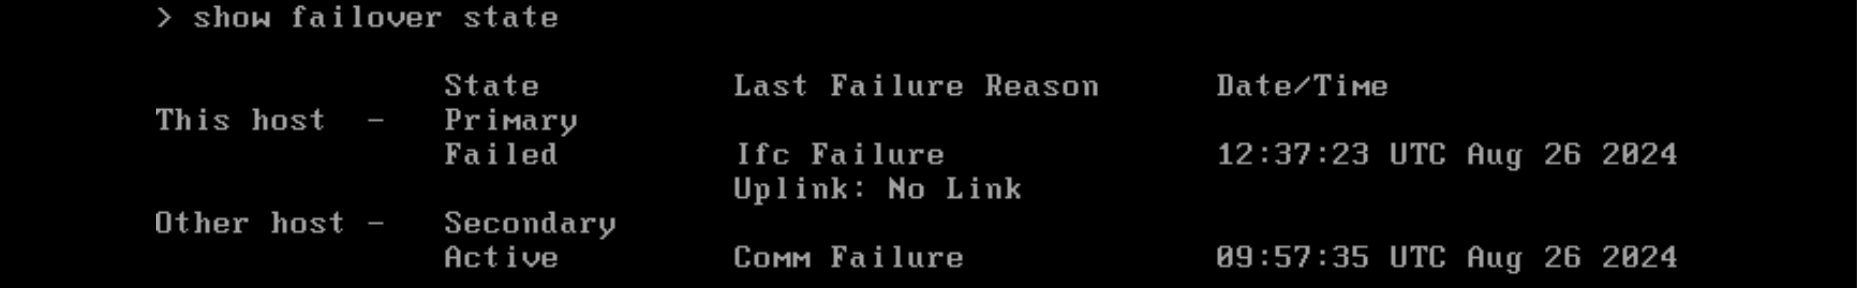 > show failover state
State Last Failure Reason Date/Time
This host - Primary
Failed Ifc Failure 12:37:23 UTC Aug 26 2024
Uplink: No Link
Other host - Secondary
Active Comm Failure 09:57:35 UTC Aug 26 2024